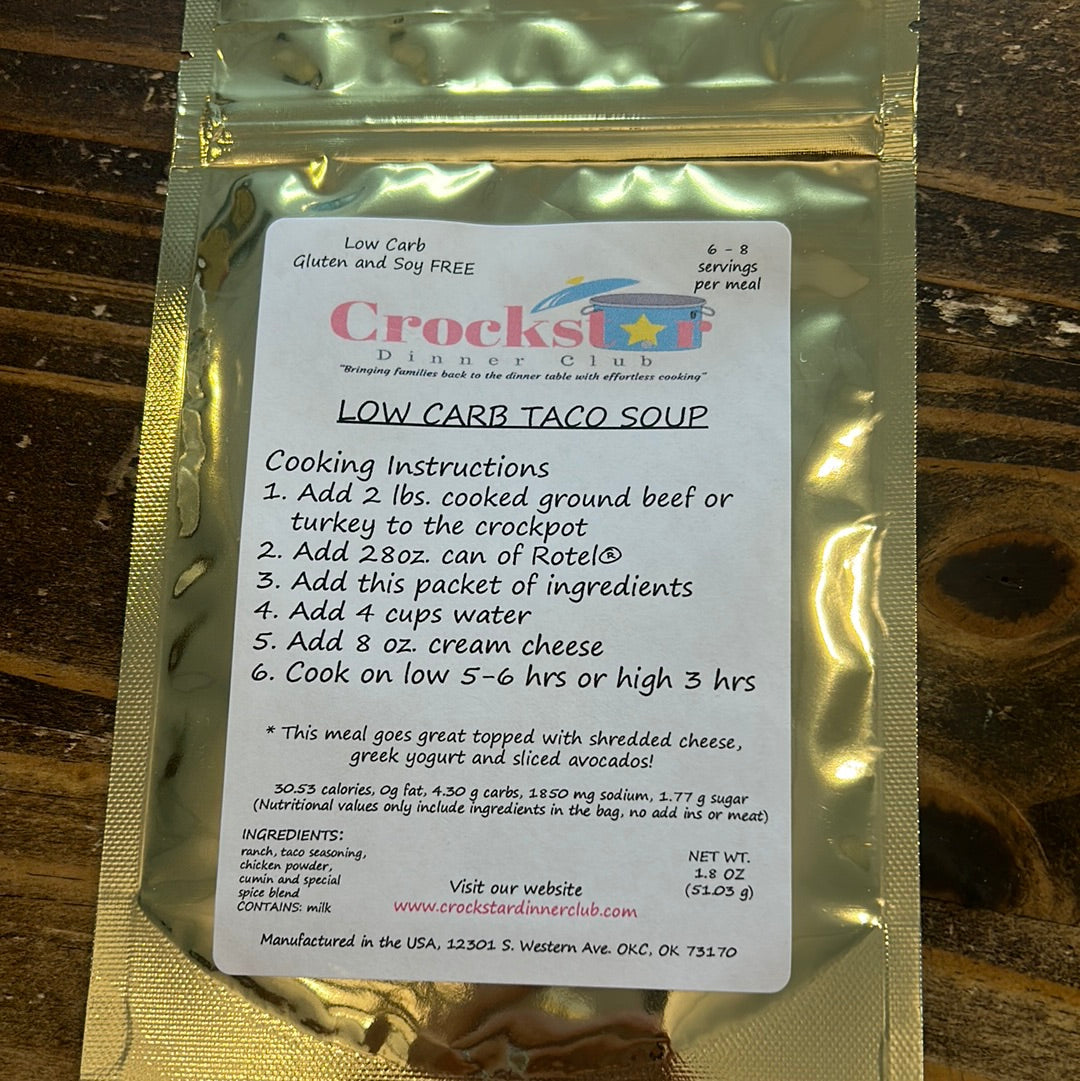 Low Carb
Gluten and Soy FREE
6 - 8
servings
per meal
Crockstar
Dinner Club
"Bringing families back to the dinner table with effortless cooking"
LOW CARB TACO SOUP
Cooking Instructions
1. Add 2 lbs. cooked ground beef or
turkey to the crockpot
2. Add 28oz. can of Rotel®
3. Add this packet of ingredients
4. Add 4 cups water
5. Add 8 oz. cream cheese
6. Cook on low 5-6 hrs or high 3 hrs
* This meal goes great topped with shredded cheese,
greek yogurt and sliced avocados!
30.53 calories, 0g fat, 4.30 g carbs, 1850 mg sodium, 1.77 g sugar
(Nutritional values only include ingredients in the bag, no add ins or meat)
INGREDIENTS:
ranch, taco seasoning,
chicken powder,
cumin and special
spice blend
CONTAINS: milk
Visit our website
www.crockstardinnerclub.com
NET WT.
1.8 OZ
(51.03 g)
Manufactured in the USA, 12301 S. Western Ave. OKC, OK 73170